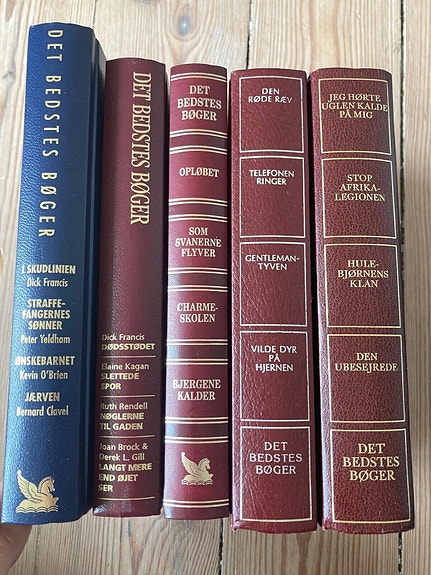 DET BEDSTES BØGER
I SKUDLINIEN
Dick Francis
STRAFFE-
FANGERNES
SØNNER
Peter Yeldham
ØNSKEBARNET
Kevin O'Brien
JÆRVEN
Bernard Clavel
DET BEDSTES BØGER
Dick Francis
DØDSSTØDET
Elaine Kagan
SLETTEDE
SPOR
Ruth Rendell
NØGLERNE
TIL GADEN
Joan Brock &
Derek L. Gill
LANGT MERE
END ØJET
SER
DET
BEDSTES
BØGER
OPLØBET
SOM
SVANERNE
FLYVER
CHARME-
SKOLEN
BJERGENE
KALDER
DEN
RØDE RÆV
TELEFONEN
RINGER
GENTLEMAN-
TYVEN
VILDE DYR
PÅ
HJERNEN
DET
BEDSTES
BØGER
JEG HØRTE
UGLEN KALDE
PÅ MIG
STOP
AFRIKA-
LEGIONEN
HULE-
BJØRNENS
KLAN
DEN
UBESEJREDE
DET
BEDSTES
BØGER